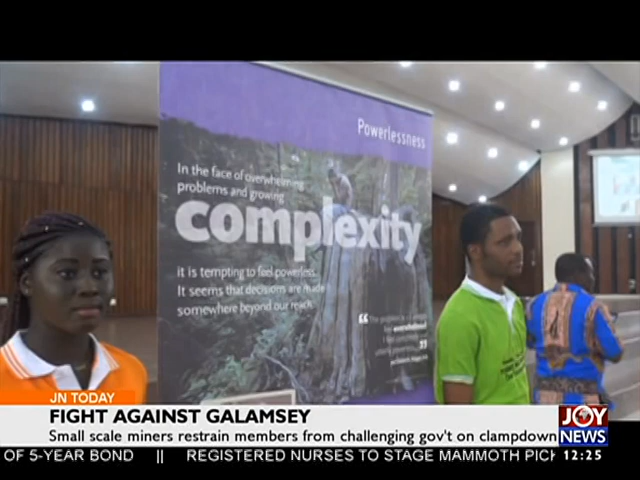 Powerlessness
In the face of overwhelming
problems and growing
complexity
it is tempting to feel powerless.
It seems that decisions are made
somewhere beyond our reach.
JN TODAY
FIGHT AGAINST GALAMSEY
Small scale miners restrain members from challenging gov't on clampdown
JOY
NEWS
OF 5-YEAR BOND || REGISTERED NURSES TO STAGE MAMMOTH PICK
12:25